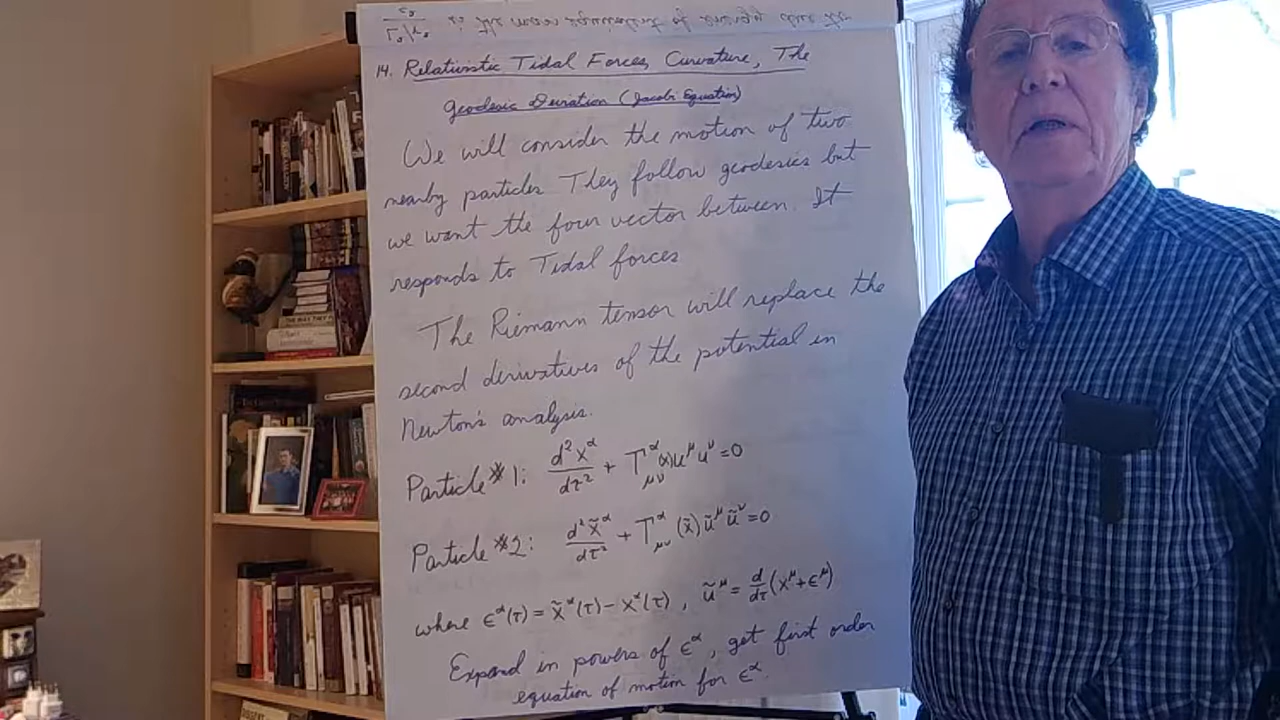 14. Relativistic Tidal Forces, Curvature, The
Geodesic Deviation (Jacobi Equation)
We will consider the motion of two
nearby particles They follow geodesics but
we want the four vector between. It
responds to Tidal forces
The Riemann tensor will replace the
second derivatives of the potential in
Newton's analysis.
Particle #1: d²x^α/dτ² + Γ^α_μν(x)u^μ u^ν = 0
Particle #2: d²x̃^α/dτ² + Γ^α_μν (x̃) ũ^μ ũ^ν = 0
where ε^α(τ) = x̃^α(τ) - x^α(τ), ũ^μ = d/dτ(x^μ + ε^μ)
Expand in powers of ε^α, get first order
equation of motion for ε^α.